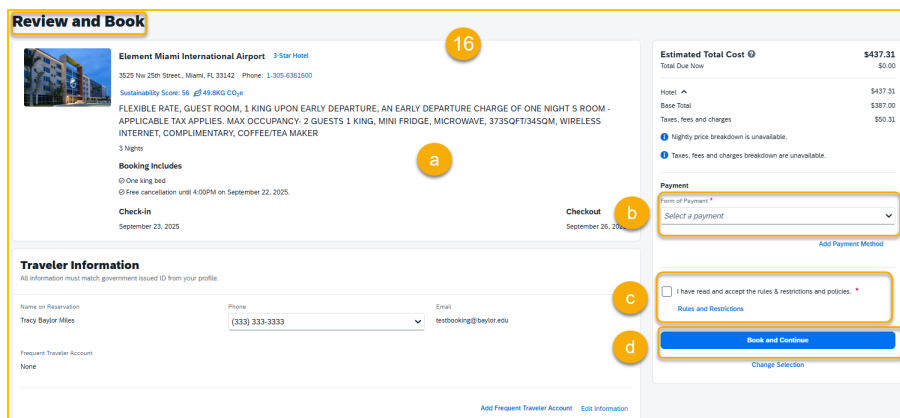 Review and Book
16
Element Miami International Airport 3-Star Hotel
3525 Nw 25th Street., Miami, FL 33142 Phone: 1-305-6361600
Sustainability Score: 56 49.8KG CO₂e
FLEXIBLE RATE, GUEST ROOM, 1 KING UPON EARLY DEPARTURE, AN EARLY DEPARTURE CHARGE OF ONE NIGHT S ROOM -
APPLICABLE TAX APPLIES. MAX OCCUPANCY- 2 GUESTS 1 KING, MINI FRIDGE, MICROWAVE, 373SQFT/34SQM, WIRELESS
INTERNET, COMPLIMENTARY, COFFEE/TEA MAKER
3 Nights
a
Booking Includes
One king bed
Free cancellation until 4:00PM on September 22, 2025.
Check-in
Checkout
September 23, 2025
September 26,
Traveler Information
All information must match government issued ID from your profile.
Name on Reservation
Phone
Email
Tracy Baylor Miles
(333) 333-3333
testbooking@baylor.edu
Frequent Traveler Account
None
Add Frequent Traveler Account Edit Information
Estimated Total Cost $437.31
Total Due Now $0.00
Hotel $437.31
Base Total $387.00
Taxes, fees and charges $50.31
Nightly price breakdown is unavailable.
Taxes, fees and charges breakdown are unavailable.
Payment
b
Form of Payment *
Select a payment
Add Payment Method
c
I have read and accept the rules & restrictions and policies. *
Rules and Restrictions
d
Book and Continue
Change Selection